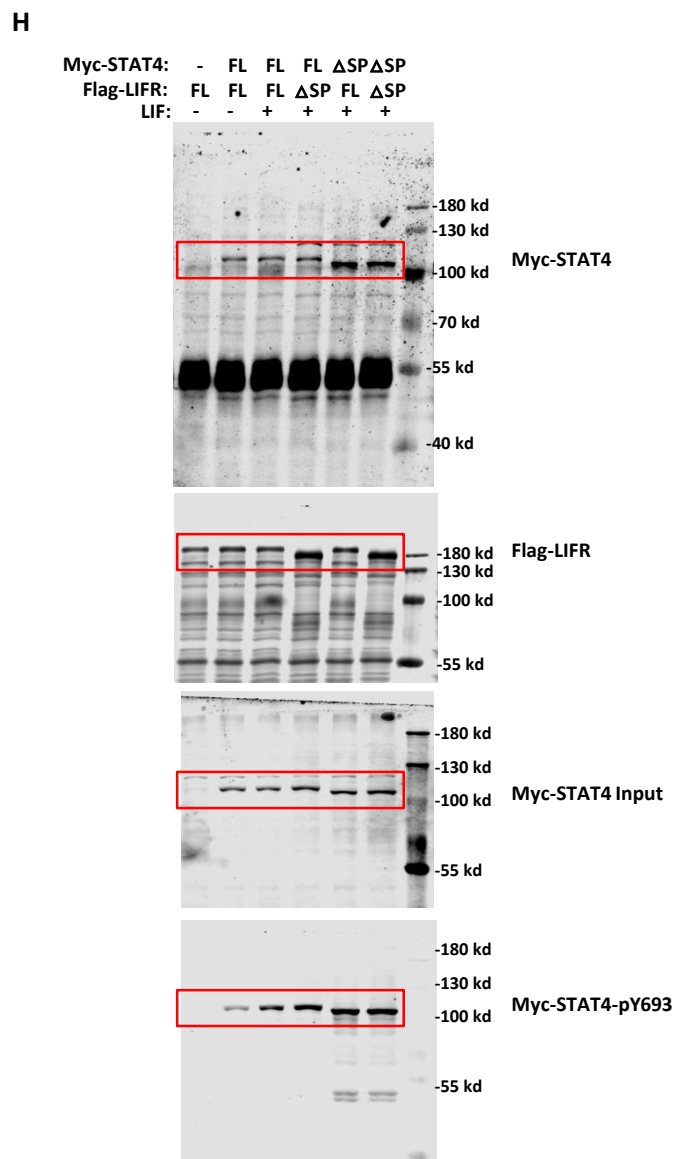 H
Myc-STAT4: - FL FL FL ΔSP ΔSP
Flag-LIFR: FL FL FL ΔSP FL ΔSP
LIF: - - + + + +
-180 kd
-130 kd
Myc-STAT4
-100 kd
-70 kd
-55 kd
-40 kd
-180 kd
Flag-LIFR
-130 kd
-100 kd
-55 kd
-180 kd
-130 kd
-100 kd
Myc-STAT4 Input
-55 kd
-180 kd
-130 kd
Myc-STAT4-pY693
-100 kd
-55 kd